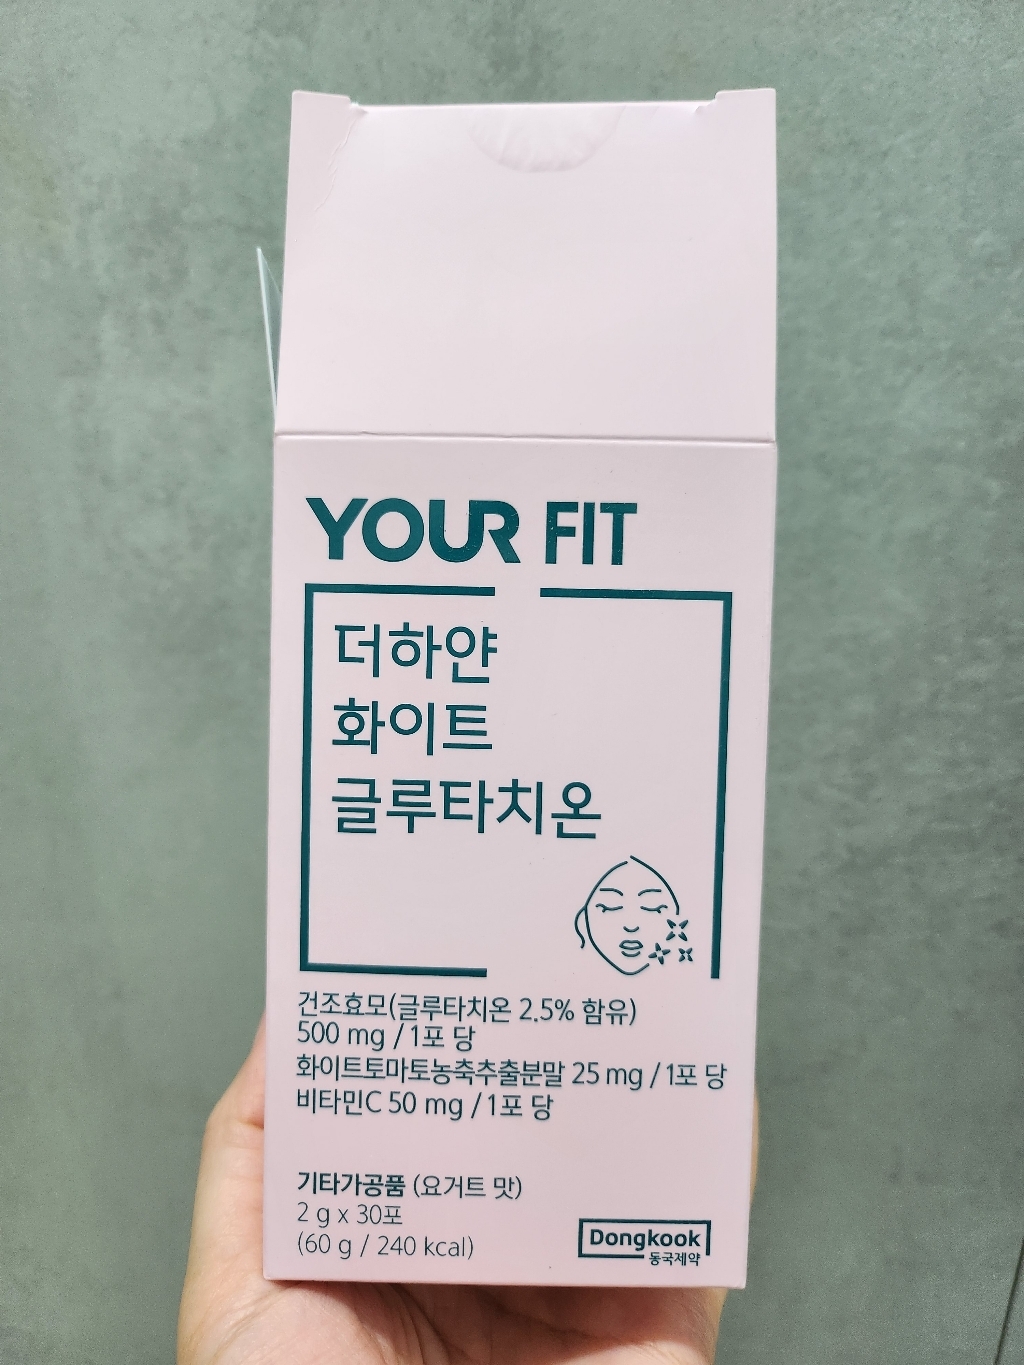 YOUR FIT
더하얀
화이트
글루타치온
건조효모(글루타치온 2.5% 함유)
500 mg / 1포 당
화이트토마토농축추출분말 25 mg / 1포 당
비타민C 50 mg / 1포 당
기타가공품 (요거트 맛)
2 g x 30포
(60 g / 240 kcal)
Dongkook
동국제약